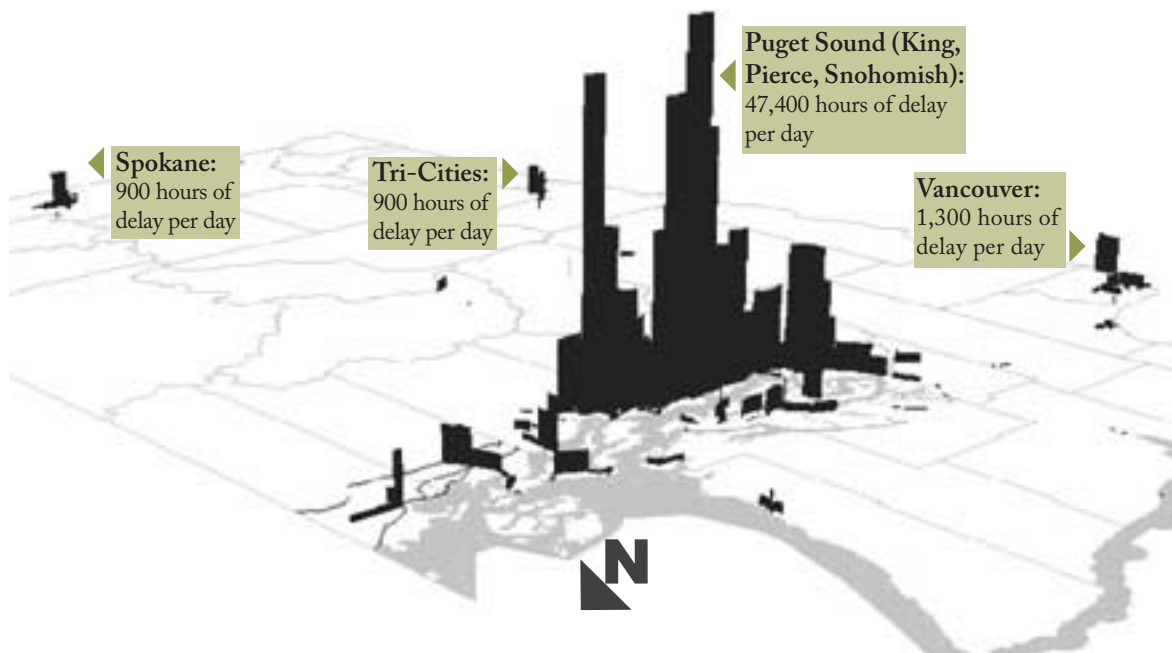 Puget Sound (King,
Pierce, Snohomish):
47,400 hours of delay
per day
Spokane:
900 hours of
delay per day
Tri-Cities:
900 hours of
delay per day
Vancouver:
1,300 hours of
delay per day
N